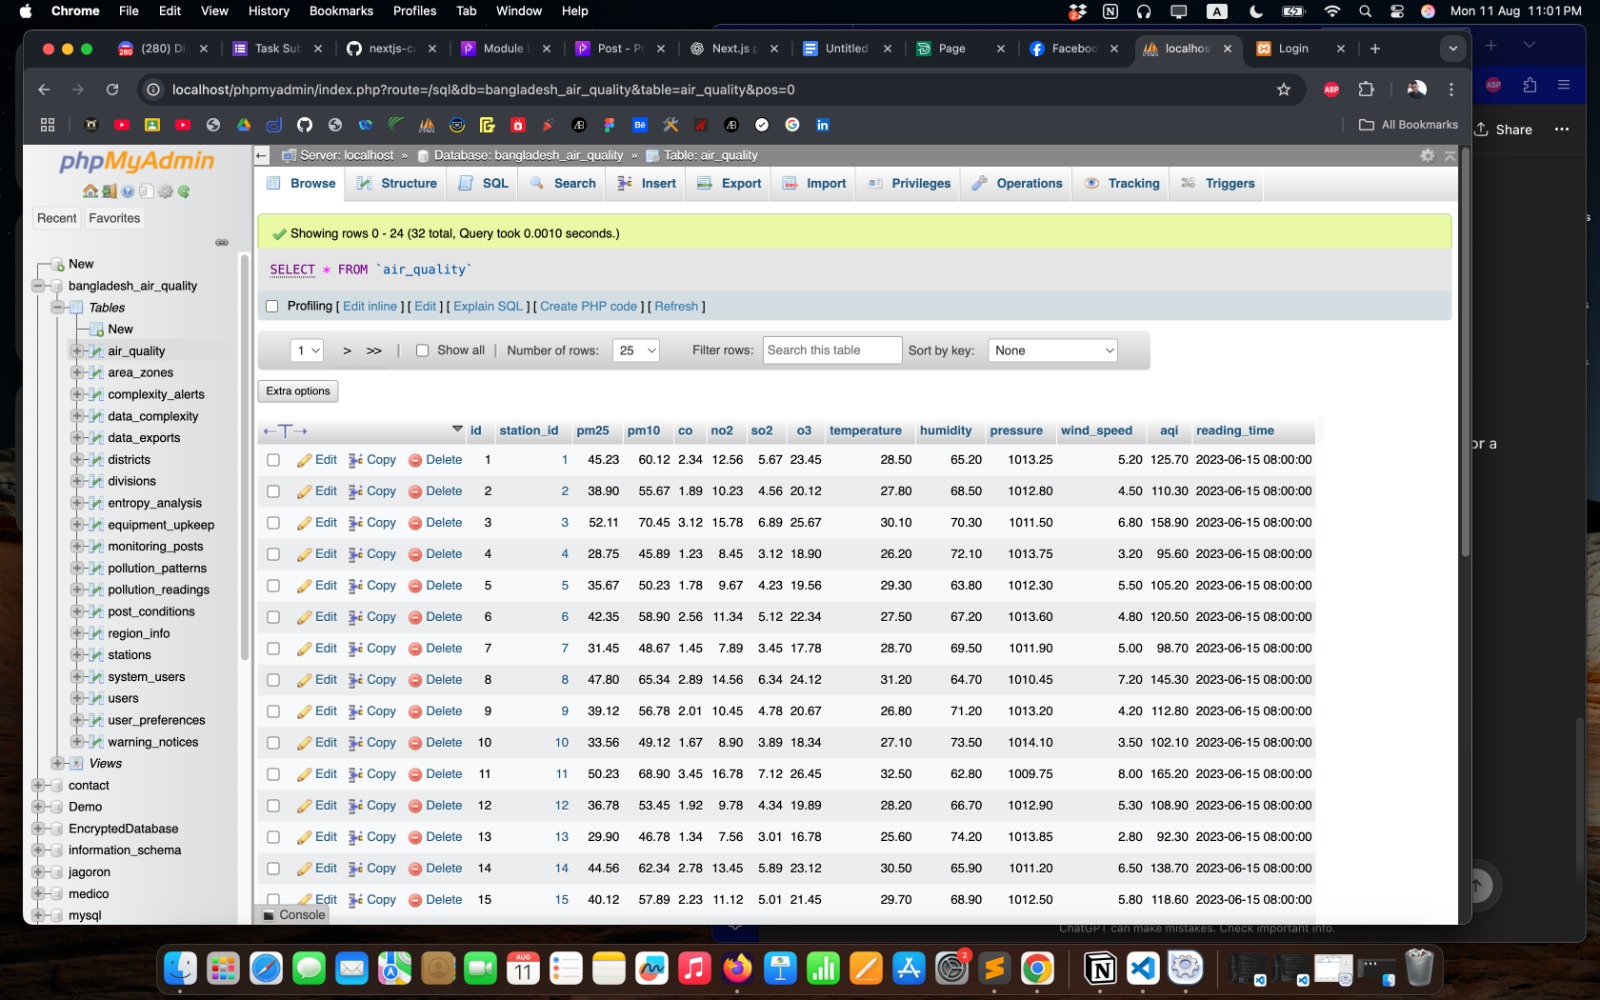 Chrome File Edit View History Bookmarks Profiles Tab Window Help
A
Mon 11 Aug 11:01 PM
(280) Di
Task Sub
nextjs-c
Module
Post - P
Next.js p
Untitled
Page
Faceboo
localhos
Login
localhost/phpmyadmin/index.php?route=/sql&db=bangladesh_air_quality&table=air_quality&pos=0
ABP
All Bookmarks
Share
phpMyAdmin
Recent Favorites
New
bangladesh_air_quality
Tables
New
air_quality
area_zones
complexity_alerts
data_complexity
data_exports
districts
divisions
entropy_analysis
equipment_upkeep
monitoring_posts
pollution_patterns
pollution_readings
post_conditions
region_info
stations
system_users
users
user_preferences
warning_notices
Views
contact
Demo
EncryptedDatabase
information_schema
jagoron
medico
mysql
Server: localhost » Database: bangladesh_air_quality » Table: air_quality
Browse Structure SQL Search Insert Export Import Privileges Operations Tracking Triggers
Showing rows 0 - 24 (32 total, Query took 0.0010 seconds.)
SELECT * FROM `air_quality`
Profiling [ Edit inline ] [ Edit ] [ Explain SQL ] [ Create PHP code ] [ Refresh ]
1 > >> | Show all | Number of rows: 25 Filter rows: Search this table Sort by key: None
Extra options
id station_id pm25 pm10 co no2 so2 o3 temperature humidity pressure wind_speed aqi reading_time
Edit Copy Delete 1 1 45.23 60.12 2.34 12.56 5.67 23.45 28.50 65.20 1013.25 5.20 125.70 2023-06-15 08:00:00
Edit Copy Delete 2 2 38.90 55.67 1.89 10.23 4.56 20.12 27.80 68.50 1012.80 4.50 110.30 2023-06-15 08:00:00
Edit Copy Delete 3 3 52.11 70.45 3.12 15.78 6.89 25.67 30.10 70.30 1011.50 6.80 158.90 2023-06-15 08:00:00
Edit Copy Delete 4 4 28.75 45.89 1.23 8.45 3.12 18.90 26.20 72.10 1013.75 3.20 95.60 2023-06-15 08:00:00
Edit Copy Delete 5 5 35.67 50.23 1.78 9.67 4.23 19.56 29.30 63.80 1012.30 5.50 105.20 2023-06-15 08:00:00
Edit Copy Delete 6 6 42.35 58.90 2.56 11.34 5.12 22.34 27.50 67.20 1013.60 4.80 120.50 2023-06-15 08:00:00
Edit Copy Delete 7 7 31.45 48.67 1.45 7.89 3.45 17.78 28.70 69.50 1011.90 5.00 98.70 2023-06-15 08:00:00
Edit Copy Delete 8 8 47.80 65.34 2.89 14.56 6.34 24.12 31.20 64.70 1010.45 7.20 145.30 2023-06-15 08:00:00
Edit Copy Delete 9 9 39.12 56.78 2.01 10.45 4.78 20.67 26.80 71.20 1013.20 4.20 112.80 2023-06-15 08:00:00
Edit Copy Delete 10 10 33.56 49.12 1.67 8.90 3.89 18.34 27.10 73.50 1014.10 3.50 102.10 2023-06-15 08:00:00
Edit Copy Delete 11 11 50.23 68.90 3.45 16.78 7.12 26.45 32.50 62.80 1009.75 8.00 165.20 2023-06-15 08:00:00
Edit Copy Delete 12 12 36.78 53.45 1.92 9.78 4.34 19.89 28.20 66.70 1012.90 5.30 108.90 2023-06-15 08:00:00
Edit Copy Delete 13 13 29.90 46.78 1.34 7.56 3.01 16.78 25.60 74.20 1013.85 2.80 92.30 2023-06-15 08:00:00
Edit Copy Delete 14 14 44.56 62.34 2.78 13.45 5.89 23.12 30.50 65.90 1011.20 6.50 138.70 2023-06-15 08:00:00
Edit Copy Delete 15 15 40.12 57.89 2.23 11.12 5.01 21.45 29.70 68.90 1012.50 5.80 118.60 2023-06-15 08:00:00
Console
or a
ChatGPT can make mistakes. Check important info.
AUG
11
2